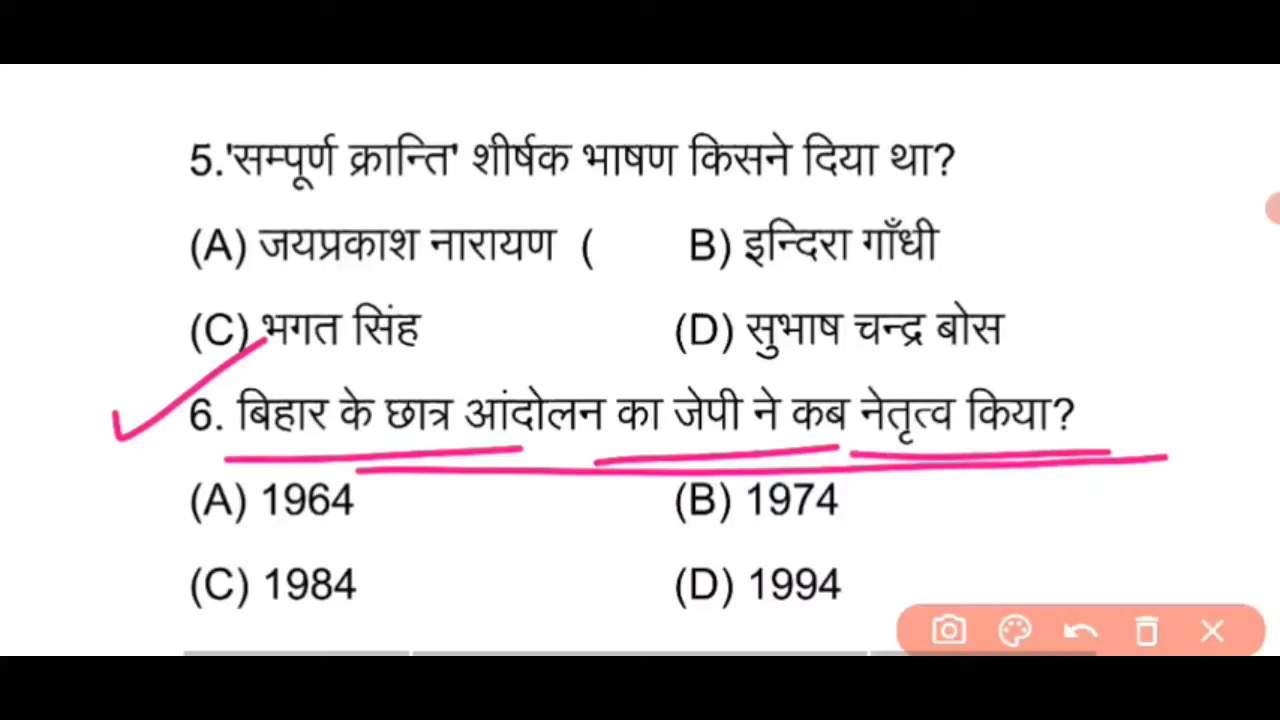 5.'सम्पूर्ण क्रान्ति' शीर्षक भाषण किसने दिया था?
(A) जयप्रकाश नारायण ( B) इन्दिरा गाँधी
(C) भगत सिंह (D) सुभाष चन्द्र बोस
6. बिहार के छात्र आंदोलन का जेपी ने कब नेतृत्व किया?
(A) 1964 (B) 1974
(C) 1984 (D) 1994